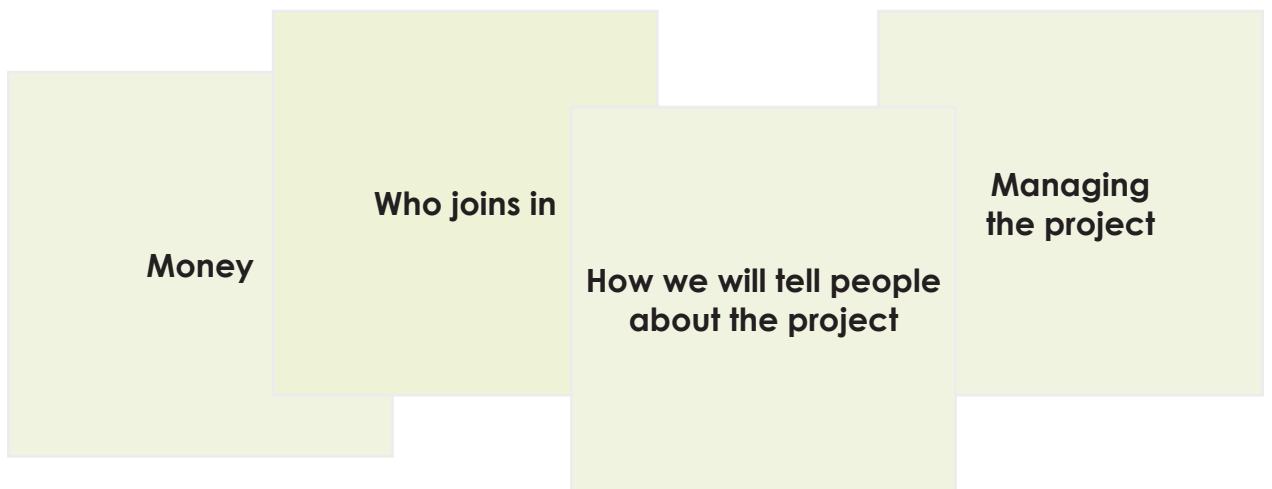 Money
Who joins in
How we will tell people
about the project
Managing
the project